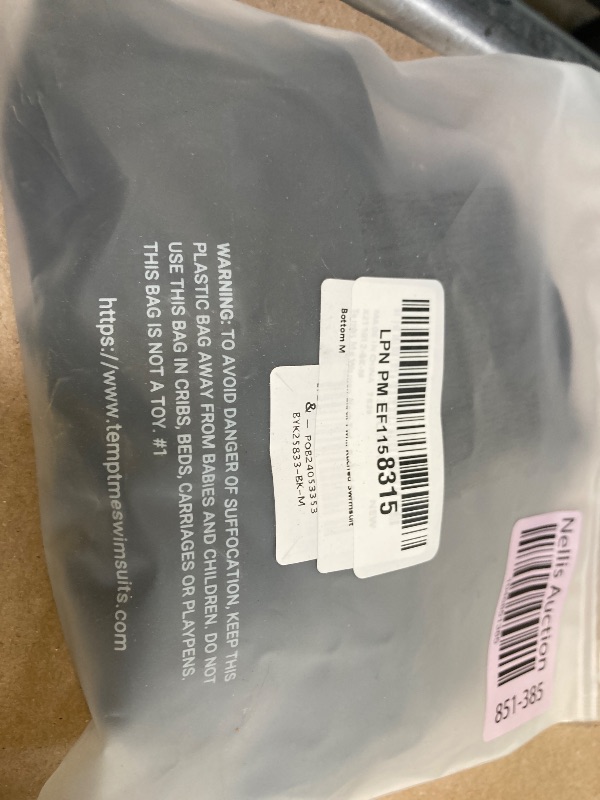 WARNING: TO AVOID DANGER OF SUFFOCATION, KEEP THIS
PLASTIC BAG AWAY FROM BABIES AND CHILDREN. DO NOT
USE THIS BAG IN CRIBS, BEDS, CARRIAGES OR PLAYPENS.
THIS BAG IS NOT A TOY. #1
https://www.temptmeswimsuits.com
LPN PM EF1158315
Swimsuit
Bottom M
& — POB24053353
BYK25833-BK-M
Nellis Auction
851-385